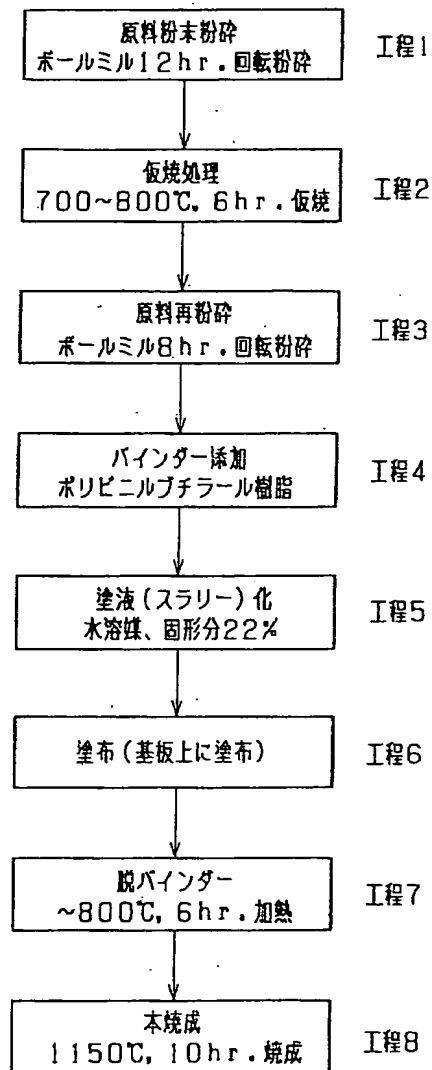 原料粉末粉砕
ボールミル12hr.回転粉砕
工程1
仮焼処理
700~800℃, 6hr.仮焼
工程2
原料再粉砕
ボールミル8hr.回転粉砕
工程3
バインダー添加
ポリビニルブチラール樹脂
工程4
塗液(スラリー)化
水溶媒、固形分22%
工程5
塗布(基板上に塗布)
工程6
脱バインダー
~800℃, 6hr.加熱
工程7
本焼成
1150℃, 10hr.焼成
工程8